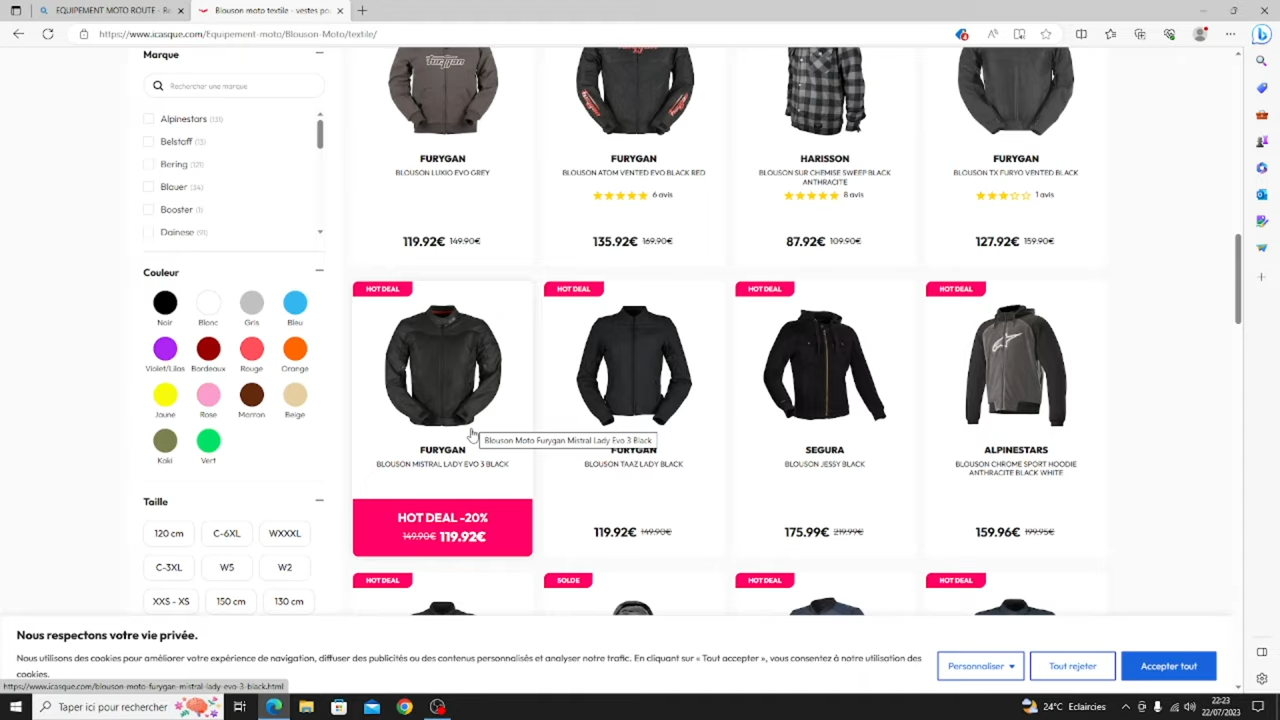 EQUIPEMENT MOTO ROUTE - B
Blouson moto textile - vestes po
https://www.icasque.com/Equipement-moto/Blouson-Moto/textile/
Marque
Rechercher une marque
Alpinestars
Belstaff (13)
Bering (121)
Blauer (34)
Booster (1)
Dainese (91)
Couleur
Noir
Blanc
Gris
Bleu
Violet/Lilas
Bordeaux
Rouge
Orange
Jaune
Rose
Marron
Beige
Kaki
Vert
Taille
120 cm
C-6XL
WXXXL
C-3XL
W5
W2
XXS - XS
150 cm
130 cm
furygan
FURYGAN
BLOUSON LUXIO EVO GREY
119.92€ 149.90€
FURYGAN
BLOUSON ATOM VENTED EVO BLACK RED
6 avis
135.92€ 169.90€
HARISSON
BLOUSON SUR CHEMISE SWEEP BLACK
ANTHRACITE
8 avis
87.92€ 109.90€
FURYGAN
BLOUSON TX FURYO VENTED BLACK
1 avis
127.92€ 159.90€
HOT DEAL
FURYGAN
BLOUSON MISTRAL LADY EVO 3 BLACK
HOT DEAL -20%
149.90€ 119.92€
Blouson Moto Furygan Mistral Lady Evo 3 Black
HOT DEAL
FURYGAN
BLOUSON TAAZ LADY BLACK
119.92€ 149.90€
HOT DEAL
SEGURA
BLOUSON JESSY BLACK
175.99€ 219.99€
HOT DEAL
ALPINESTARS
BLOUSON CHROME SPORT HOODIE
ANTHRACITE BLACK WHITE
159.96€ 199.95€
HOT DEAL
SOLDE
HOT DEAL
HOT DEAL
Nous respectons votre vie privée.
Nous utilisons des cookies pour améliorer votre expérience de navigation, diffuser des publicités ou des contenus personnalisés et analyser notre trafic. En cliquant sur « Tout accepter », vous consentez à notre utilisation des
cookies.
Personnaliser
Tout rejeter
Accepter tout
https://www.icasque.com/blouson-moto-furygan-mistral-lady-evo-3-black.html
Taper ici pour rechercher
24°C Eclaircies
22:23
22/07/2023